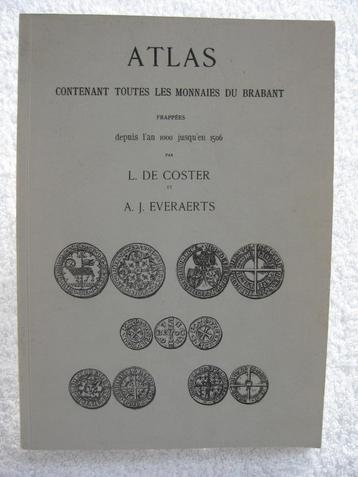 ATLAS
CONTENANT TOUTES LES MONNAIES DU BRABANT
FRAPPÉES
depuis l'an 1000 jusqu'en 1506
PAR
L. DE COSTER
ET
A. J. EVERAERTS